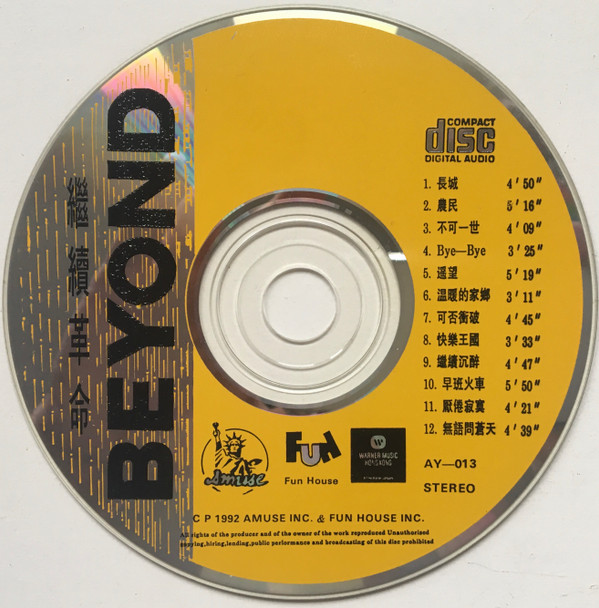 BEYOND
繼續革命
COMPACT
disc
DIGITAL AUDIO
1. 長城 4′50″
2. 農民 5′16″
3. 不可一世 4′09″
4. Bye—Bye 3′25″
5. 遥望 5′19″
6. 溫暖的家鄉 3′11″
7. 可否衝破 4′45″
8. 快樂王國 3′33″
9. 繼續沉醉 4′47″
10. 早班火車 5′50″
11. 厭倦寂寞 4′21″
12. 無語問蒼天 4′39″
Amuse
Fun
Fun House
WARNER MUSIC
HONG KONG
AY—013
STEREO
C P 1992 AMUSE INC. & FUN HOUSE INC.
All rights of the producer and of the owner of the work reproduced Unauthorised
copying,hiring,lending,public performance and broadcasting of this disc prohibited